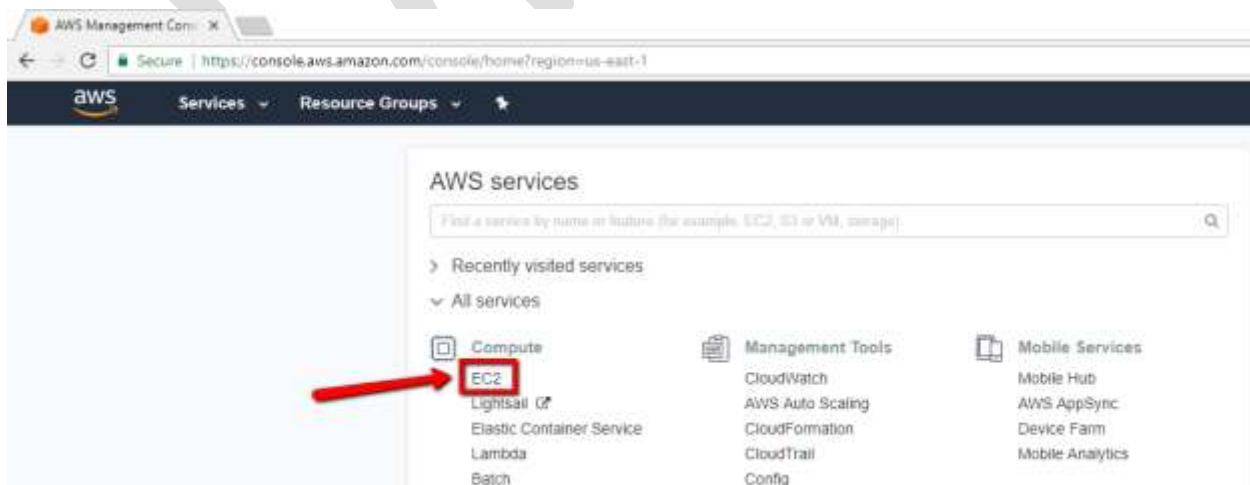 AWS Management Con
Secure | https://console.aws.amazon.com/console/home?region=us-east-1
aws Services Resource Groups
AWS services
Find a service by name or feature (for example, EC2, S3 or VM, storage).
Recently visited services
All services
Compute Management Tools Mobile Services
EC2 CloudWatch Mobile Hub
Lightsail AWS Auto Scaling AWS AppSync
Elastic Container Service CloudFormation Device Farm
Lambda CloudTrail Mobile Analytics
Batch Config